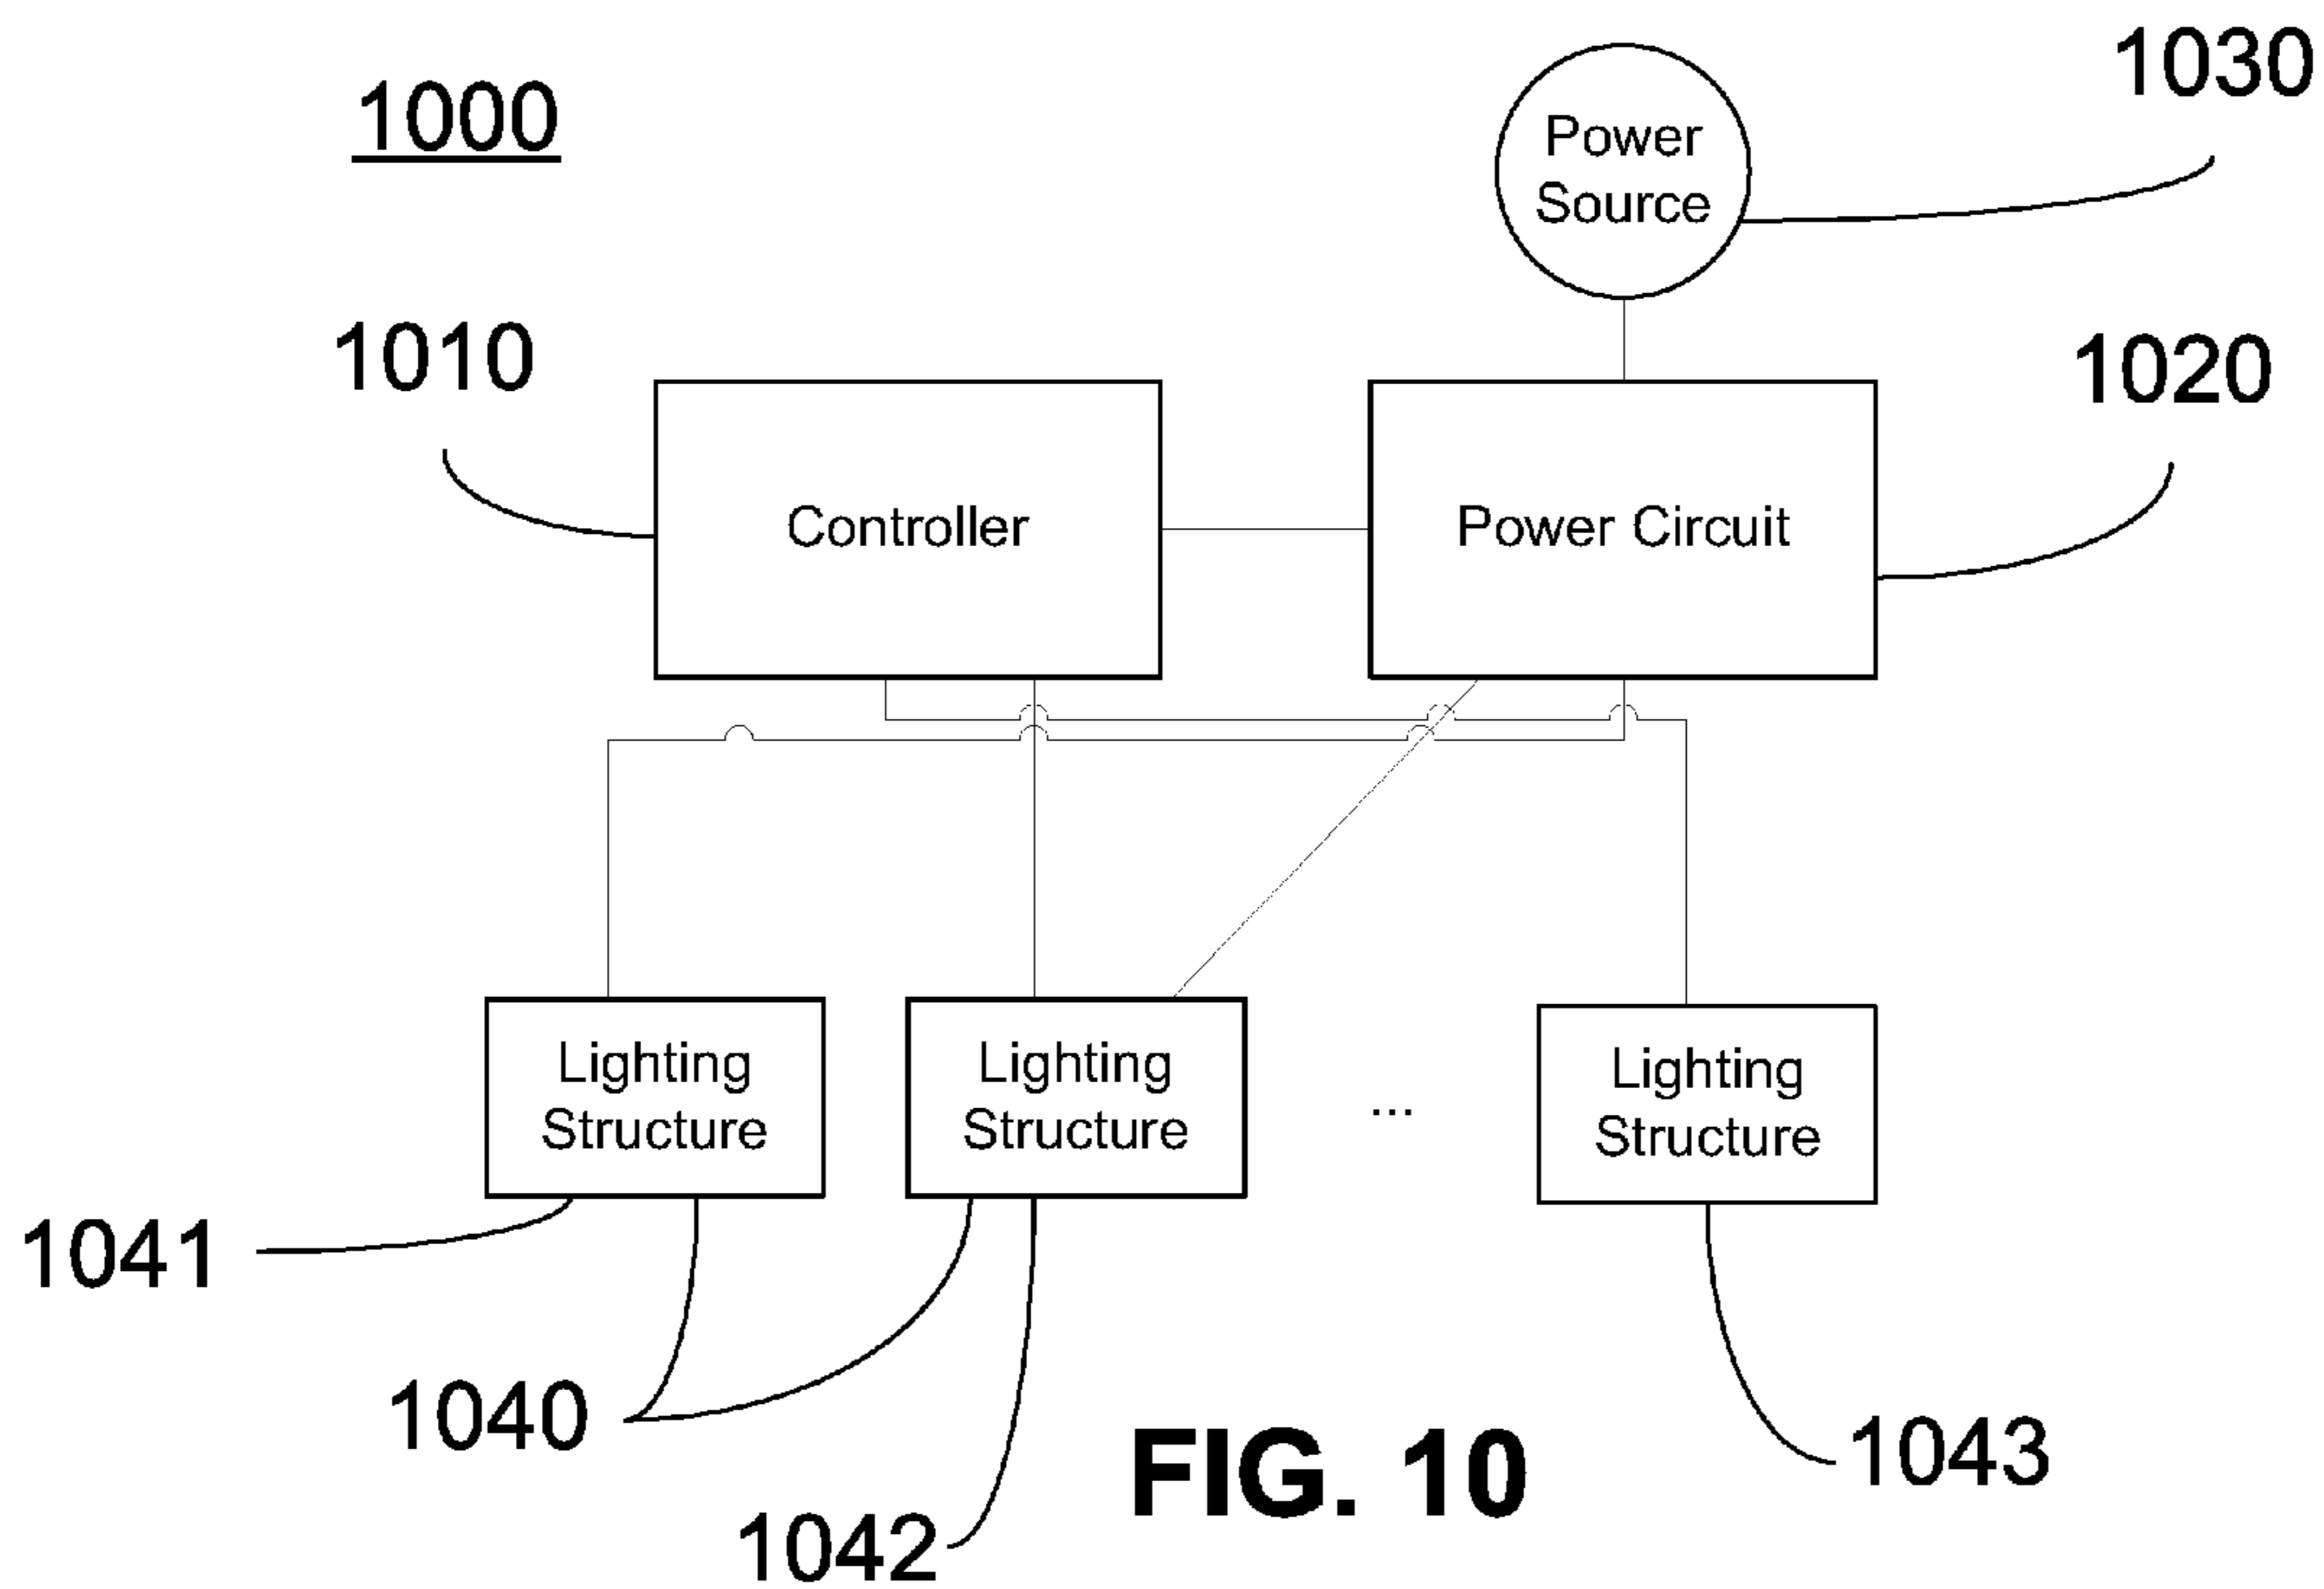 1000
1030
Power
Source
1010
1020
Controller
Power Circuit
Lighting
Structure
Lighting
Structure
...
Lighting
Structure
1041
1040
1042
1043
FIG. 10